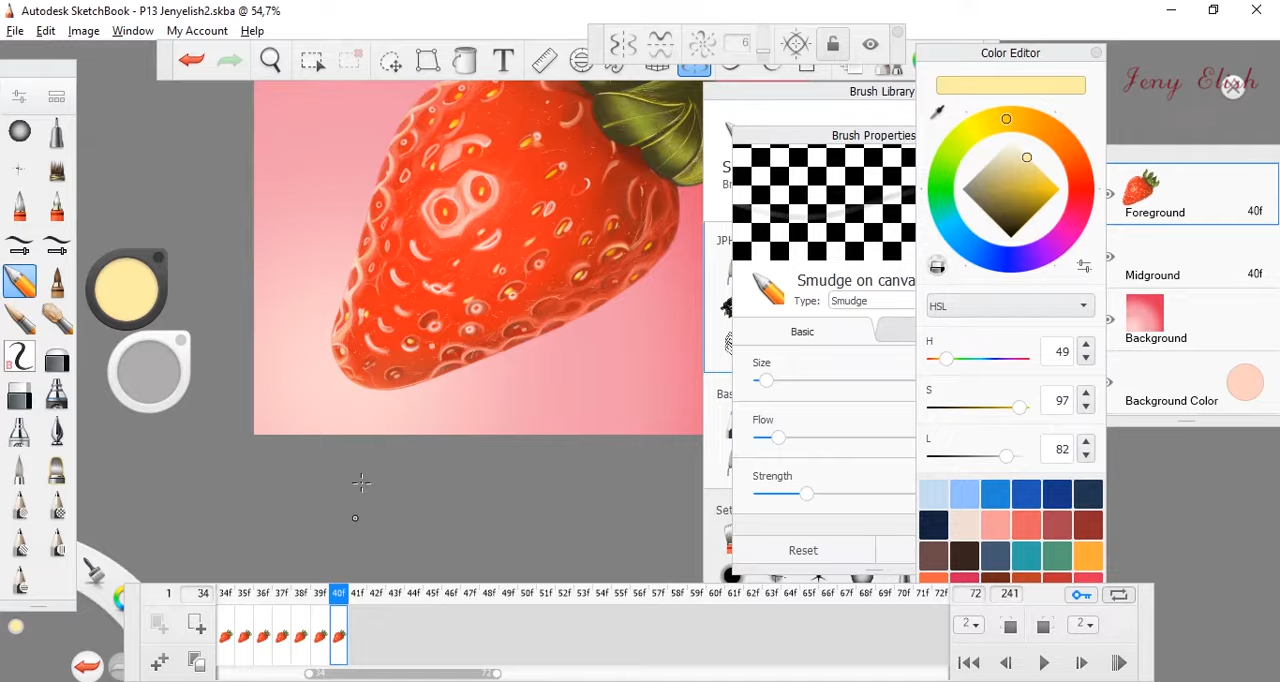 Autodesk SketchBook - P13 Jenyelish2.skba @ 54,7%
File Edit Image Window My Account Help
T 6
Color Editor
Jeny Elish
Brush Library
Brush Properties
Foreground 40f
Midground 40f
Background
Background Color
Smudge on canva
Type: Smudge
Basic
Size
Flow
Strength
Reset
HSL
H 49
S 97
L 82
1 34 34f 35f 36f 37f 38f 39f 40f 41f 42f 43f 44f 45f 46f 47f 48f 49f 50f 51f 52f 53f 54f 55f 56f 57f 58f 59f 60f 61f 62f 63f 64f 65f 66f 67f 68f 69f 70f 71f 72f 72 241
2 2
34 72